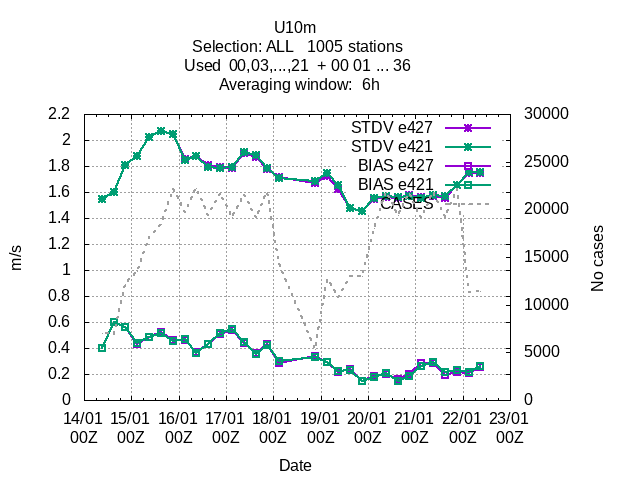 U10m
Selection: ALL   1005 stations
Used  00,03,...,21  + 00 01 ... 36
Averaging window:  6h
2.2
2
1.8
1.6
1.4
1.2
1
0.8
0.6
0.4
0.2
0
m/s
30000
25000
20000
15000
10000
5000
0
No cases
STDV e427
STDV e421
BIAS e427
BIAS e421
CASES
14/01 15/01 16/01 17/01 18/01 19/01 20/01 21/01 22/01 23/01
00Z 00Z 00Z 00Z 00Z 00Z 00Z 00Z 00Z 00Z
Date